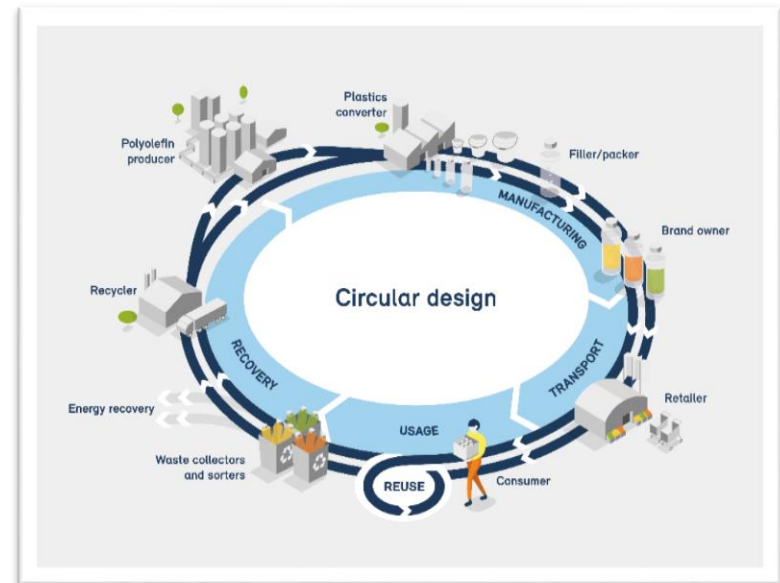 Plastics
converter
Polyolefin
producer
Filler/packer
MANUFACTURING
Brand owner
Circular design
Recycler
RECOVERY
TRANSPORT
Retailer
Energy recovery
USAGE
Waste collectors
and sorters
REUSE
Consumer